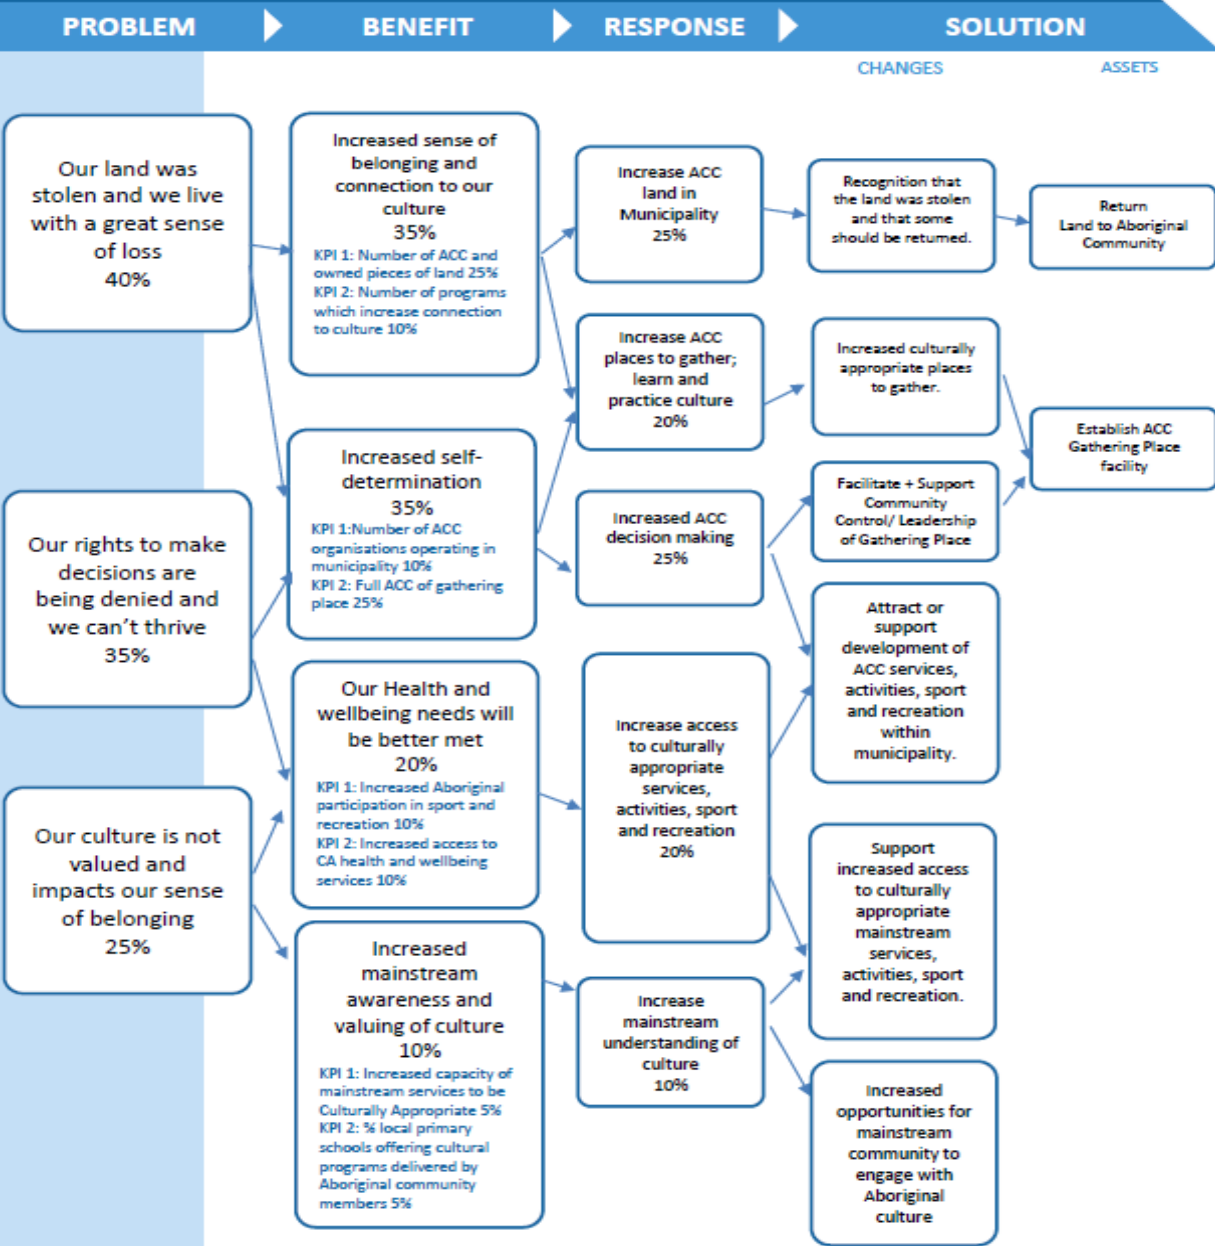 PROBLEM
BENEFIT
RESPONSE
SOLUTION
CHANGES
ASSETS
Our land was
stolen and we live
with a great sense
of loss
40%
Our rights to make
decisions are
being denied and
we can't thrive
35%
Our culture is not
valued and
impacts our sense
of belonging
25%
Increased sense of
belonging and
connection to our
culture
35%
KPI 1: Number of ACC and
owned pieces of land 25%
KPI 2: Number of programs
which increase connection
to culture 10%
Increased self-
determination
35%
KPI 1:Number of ACC
organisations operating in
municipality 10%
KPI 2: Full ACC of gathering
place 25%
Our Health and
wellbeing needs will
be better met
20%
KPI 1: Increased Aboriginal
participation in sport and
recreation 10%
KPI 2: Increased access to
CA health and wellbeing
services 10%
Increased
mainstream
awareness and
valuing of culture
10%
KPI 1: Increased capacity of
mainstream services to be
Culturally Appropriate 5%
KPI 2: % local primary
schools offering cultural
programs delivered by
Aboriginal community
members 5%
Increase ACC
land in
Municipality
25%
Increase ACC
places to gather;
learn and
practice culture
20%
Increased ACC
decision making
25%
Increase access
to culturally
appropriate
services,
activities, sport
and recreation
20%
Increase
mainstream
understanding of
culture
10%
Recognition that
the land was stolen
and that some
should be returned.
Increased culturally
appropriate places
to gather.
Facilitate + Support
Community
Control/ Leadership
of Gathering Place
Attract or
support
development of
ACC services,
activities, sport
and recreation
within
municipality.
Support
increased access
to culturally
appropriate
mainstream
services,
activities, sport
and recreation.
Increased
opportunities for
mainstream
community to
engage with
Aboriginal
culture
Return
Land to Aboriginal
Community
Establish ACC
Gathering Place
facility